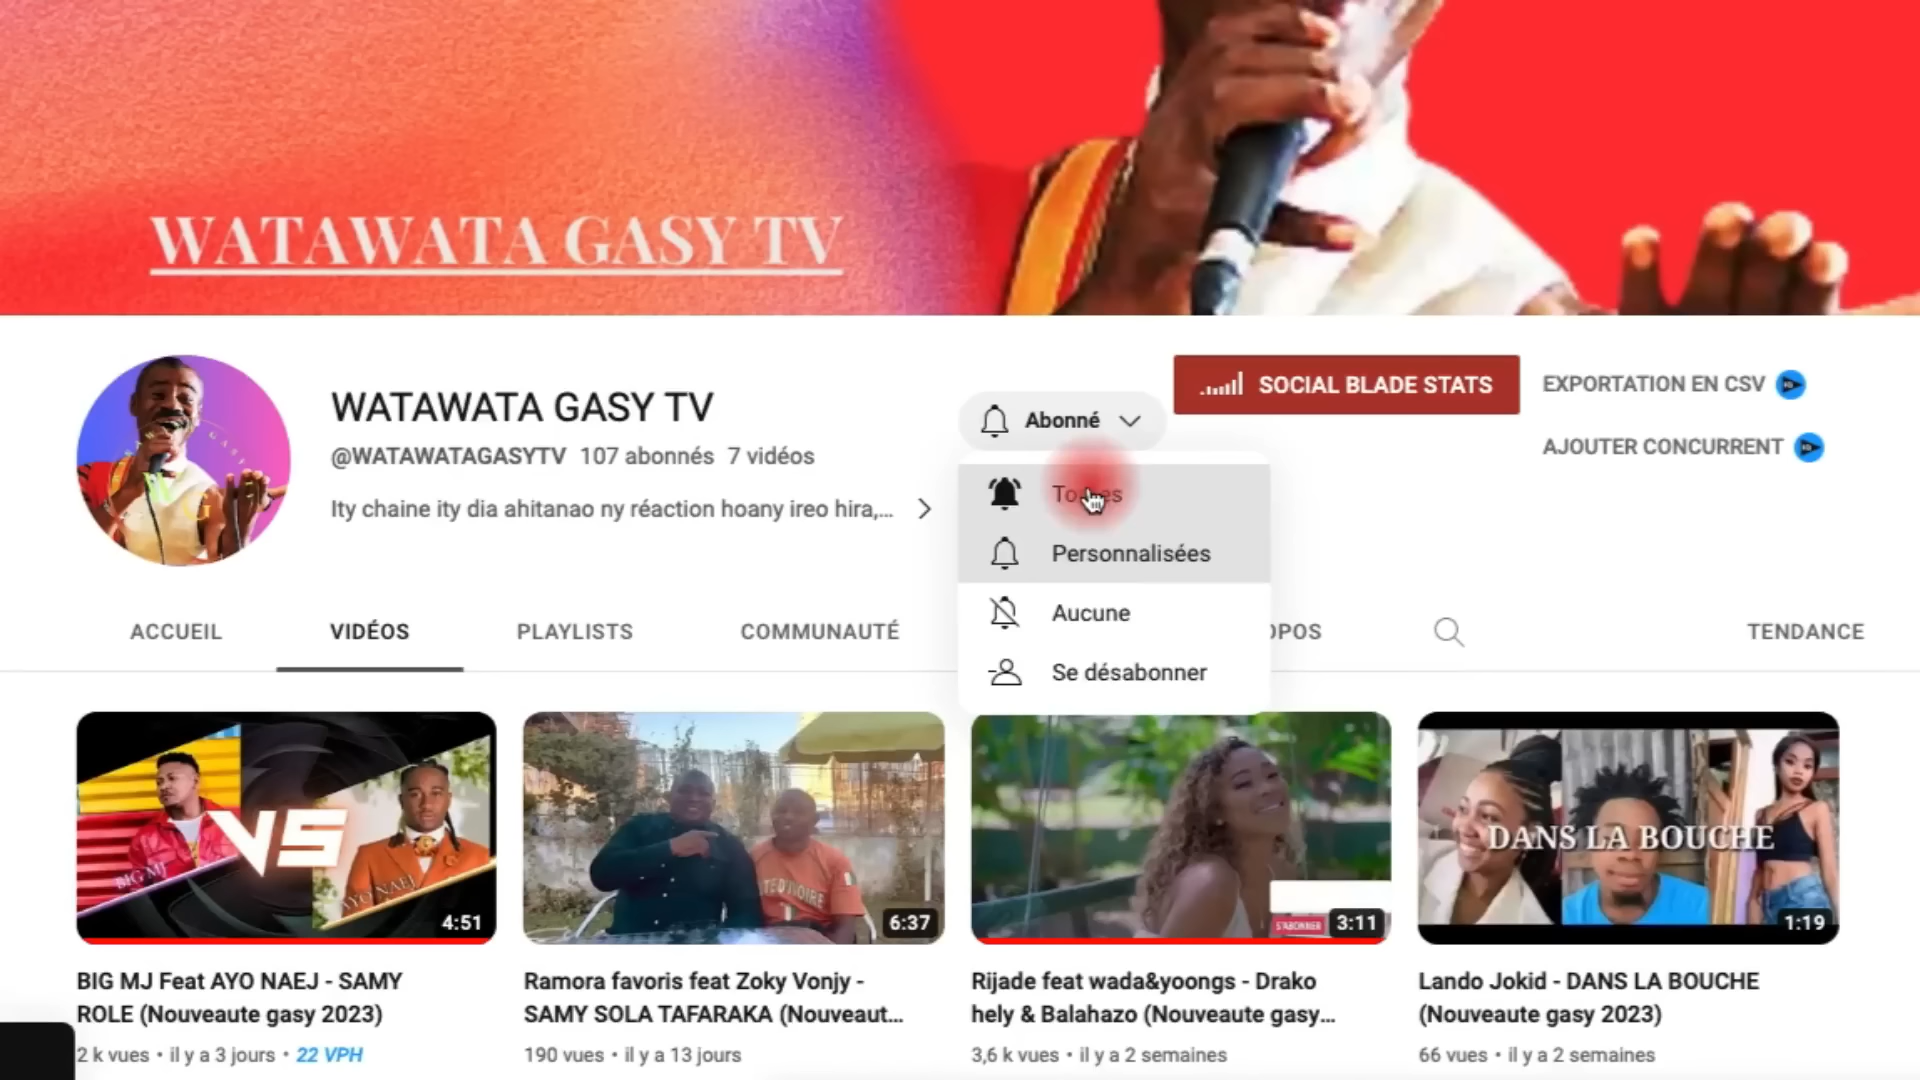 WATAWATA GASY TV
WATAWATA GASY TV
@WATAWATAGASYTV 107 abonnés 7 vidéos
Ity chaine ity dia ahitanao ny réaction hoany ireo hira,...
Abonné
SOCIAL BLADE STATS
EXPORTATION EN CSV
AJOUTER CONCURRENT
Personnalisées
Aucune
Se désabonner
ACCUEIL VIDÉOS PLAYLISTS COMMUNAUTÉ TENDANCE
BIG MJ
VS
AYO NAEJ
4:51
6:37
S'ABONNER
3:11
DANS LA BOUCHE
1:19
BIG MJ Feat AYO NAEJ - SAMY
ROLE (Nouveaute gasy 2023)
2 k vues • il y a 3 jours • 22 VPH
Ramora favoris feat Zoky Vonjy -
SAMY SOLA TAFARAKA (Nouveaut...
190 vues • il y a 13 jours
Rijade feat wada&yoongs - Drako
hely & Balahazo (Nouveaute gasy...
3,6 k vues • il y a 2 semaines
Lando Jokid - DANS LA BOUCHE
(Nouveaute gasy 2023)
66 vues • il y a 2 semaines